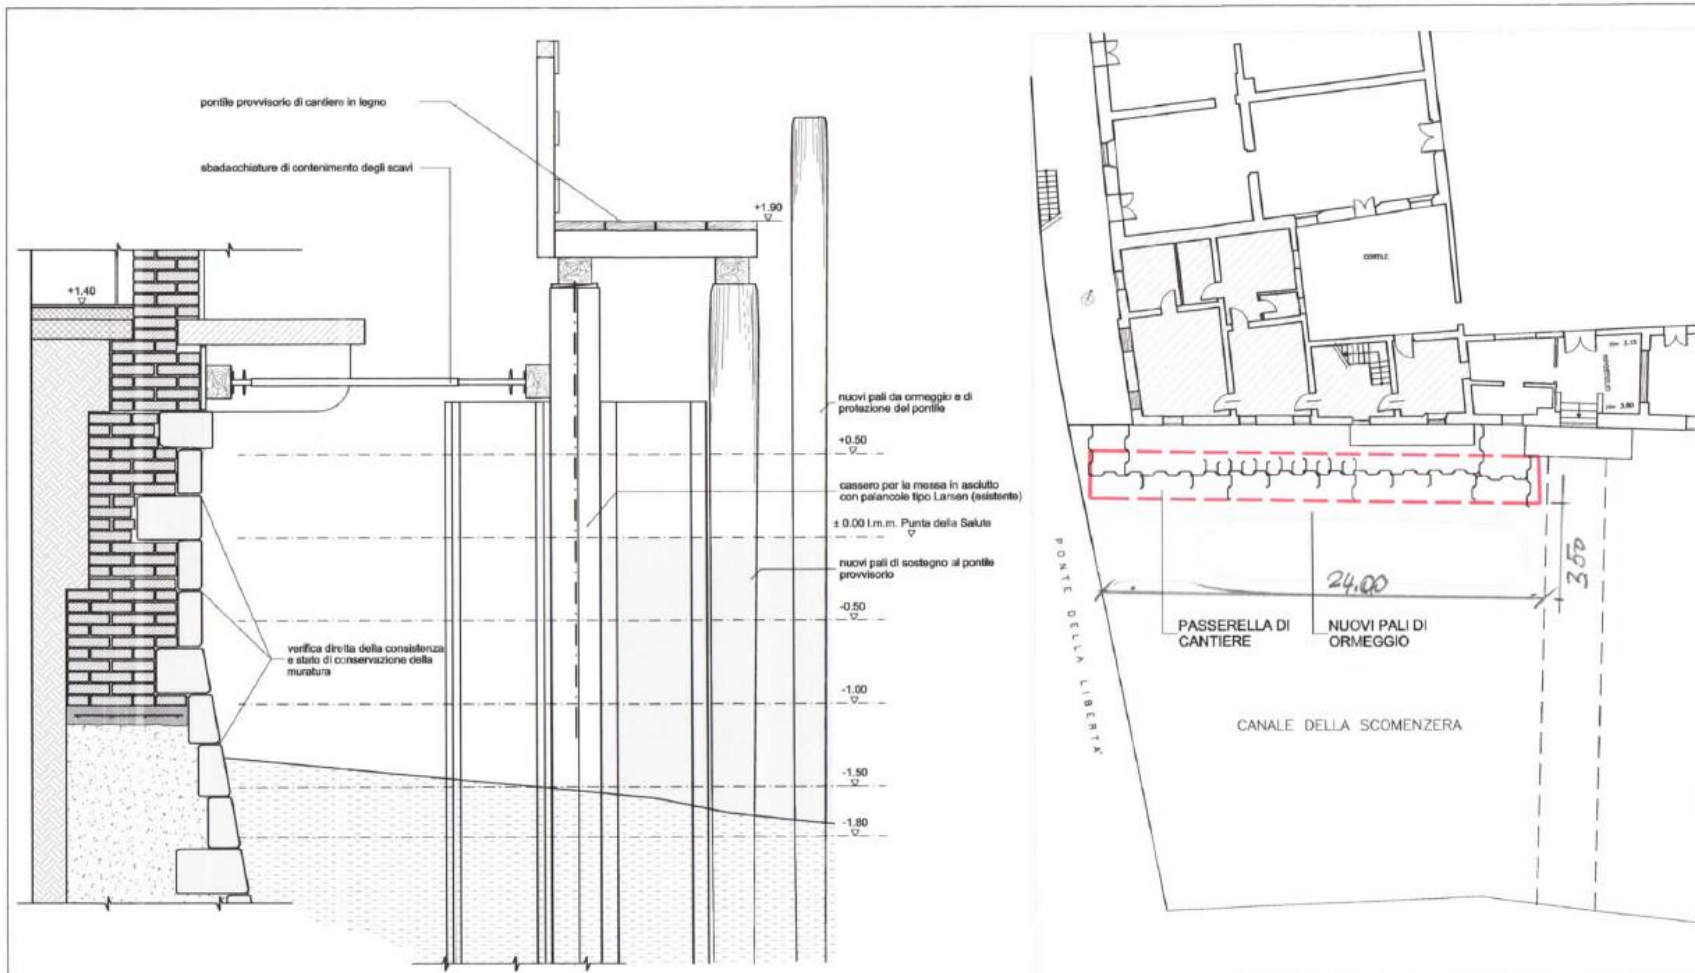 pontile provvisorio di cantiere in legno
sbadacchiature di contenimento degli scavi
+1.90
+1.40
nuovi pali da ormeggio e di
protezione del pontile
+0.50
cassero per la messa in asciutto
con palancole tipo Larsen (esistente)
± 0.00 l.m.m. Punta della Salute
nuovi pali di sostegno al pontile
provvisorio
-0.50
verifica diretta della consistenza
e stato di conservazione della
muratura
-1.00
-1.50
-1.80
CORTILE
PONTE DELLA LIBERTA'
24.00
350
PASSERELLA DI
CANTIERE
NUOVI PALI DI
ORMEGGIO
CANALE DELLA SCOMENZERA